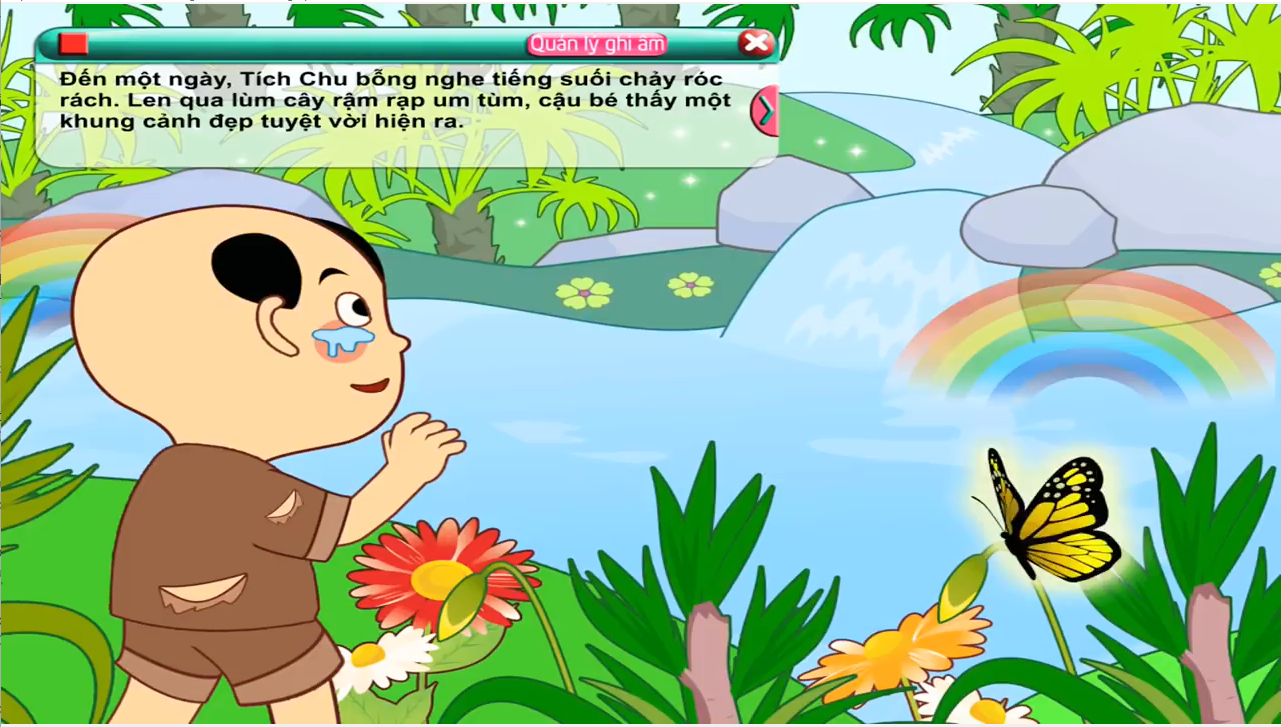 Quản lý ghi âm
Đến một ngày, Tích Chu bỗng nghe tiếng suối chảy róc
rách. Len qua lùm cây rậm rạp um tùm, cậu bé thấy một
khung cảnh đẹp tuyệt vời hiện ra.